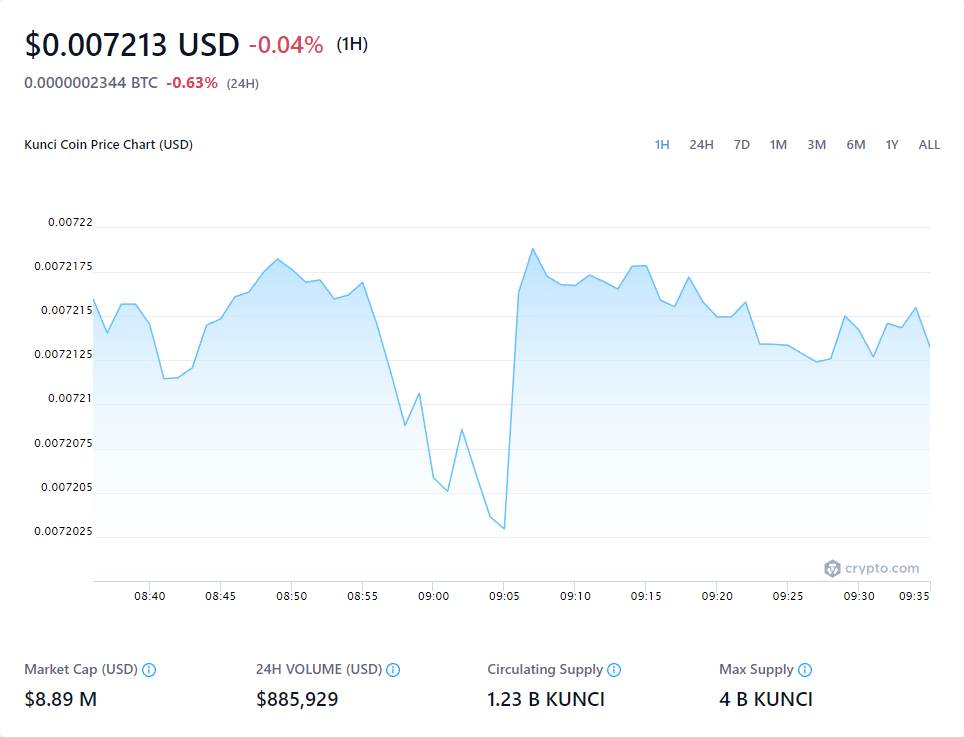 $0.007213 USD -0.04% (1H)
0.0000002344 BTC -0.63% (24H)
Kunci Coin Price Chart (USD) 1H 24H 7D 1M 3M 6M 1Y ALL
0.00722
0.0072175
0.007215
0.0072125
0.00721
0.0072075
0.007205
0.0072025
crypto.com
08:40 08:45 08:50 08:55 09:00 09:05 09:10 09:15 09:20 09:25 09:30 09:35
Market Cap (USD) 24H VOLUME (USD) Circulating Supply Max Supply
$8.89 M $885,929 1.23 B KUNCI 4 B KUNCI